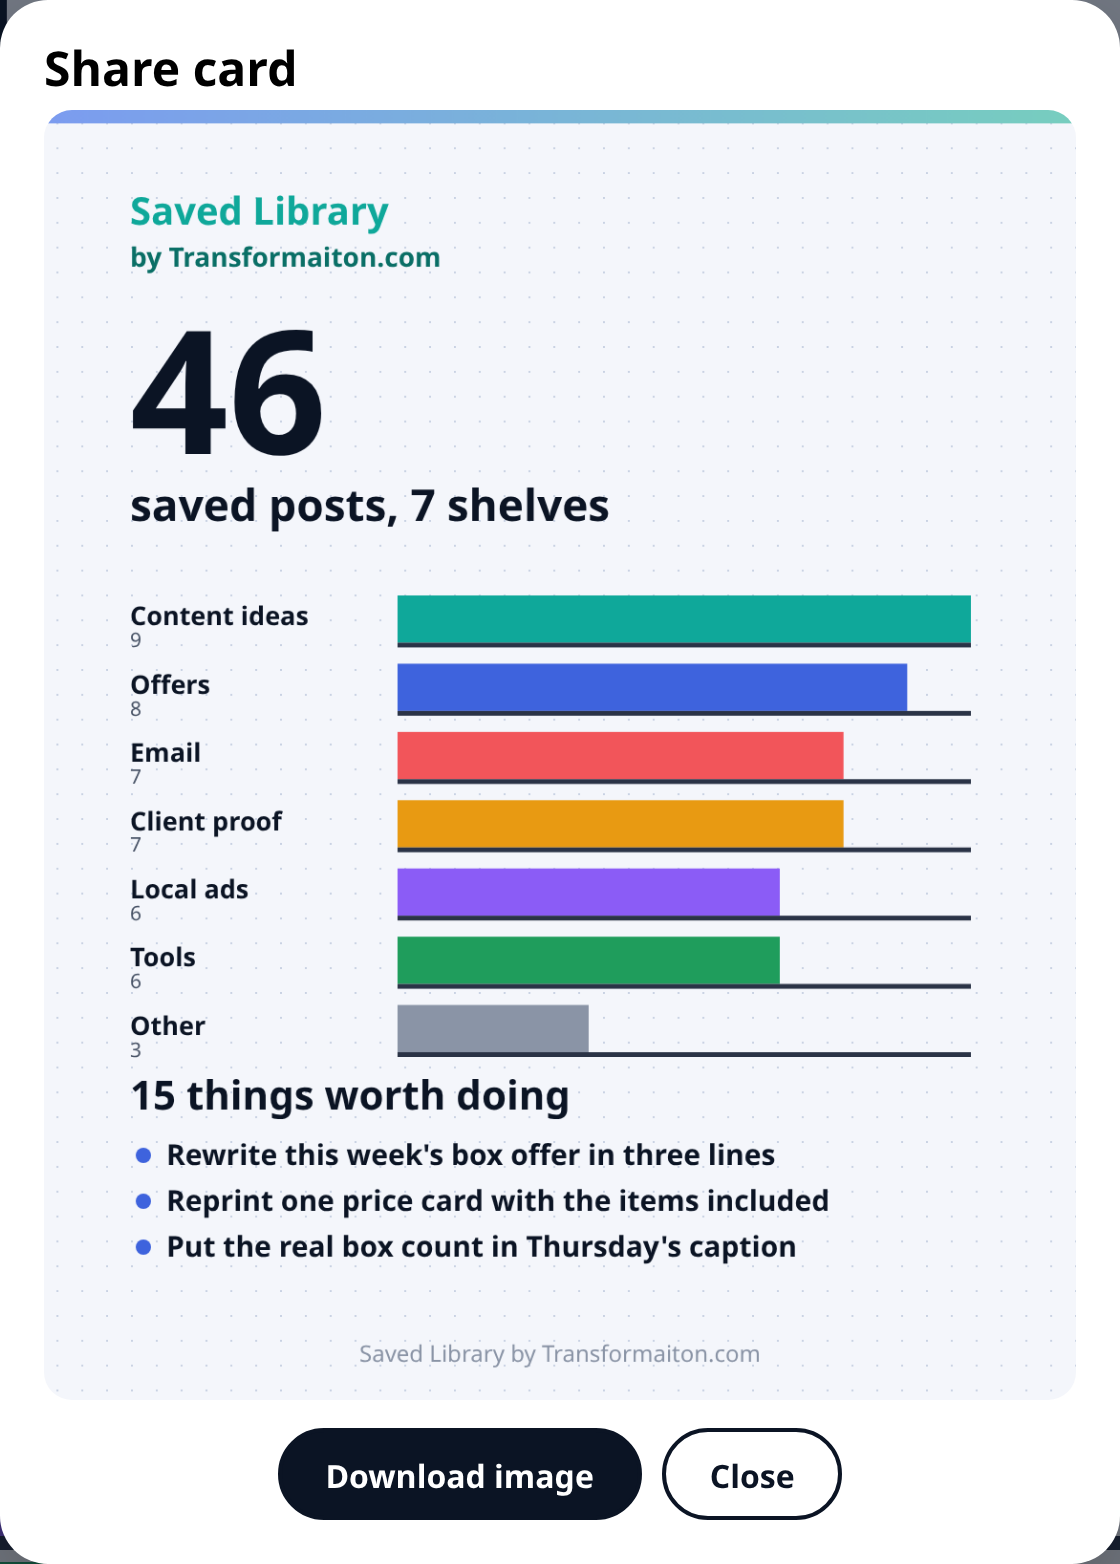 Share card
Saved Library
by Transformaiton.com
46
saved posts, 7 shelves
Content ideas
9
Offers
8
Email
7
Client proof
7
Local ads
6
Tools
6
Other
3
15 things worth doing
Rewrite this week's box offer in three lines
Reprint one price card with the items included
Put the real box count in Thursday's caption
Saved Library by Transformaiton.com
Download image
Close